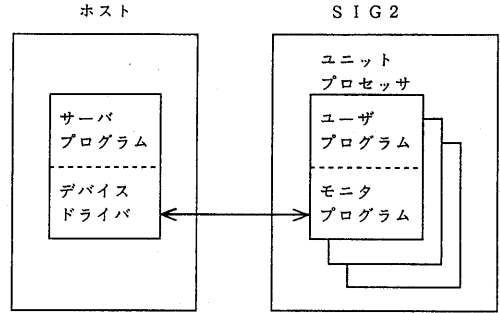 ホスト
ＳＩＧ２
ユニット
プロセッサ
サーバ
プログラム
デバイス
ドライバ
ユーザ
プログラム
モニタ
プログラム